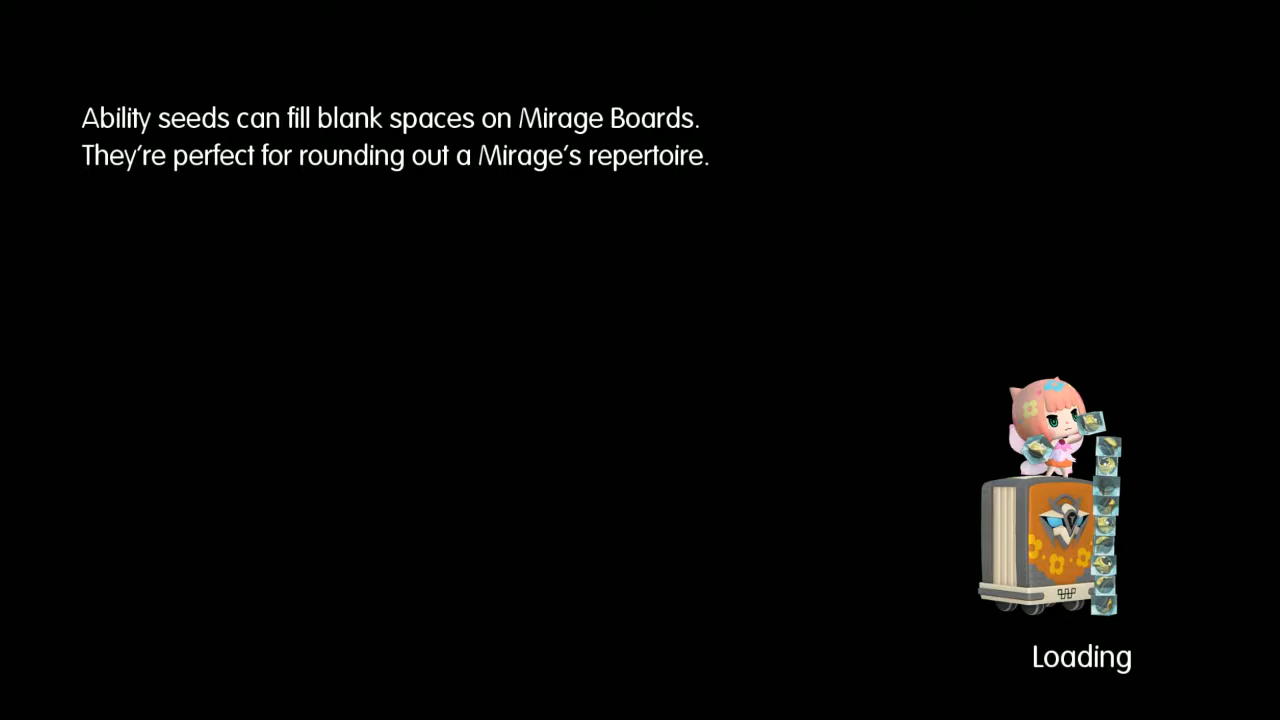 Ability seeds can fill blank spaces on Mirage Boards.
They're perfect for rounding out a Mirage's repertoire.
Loading